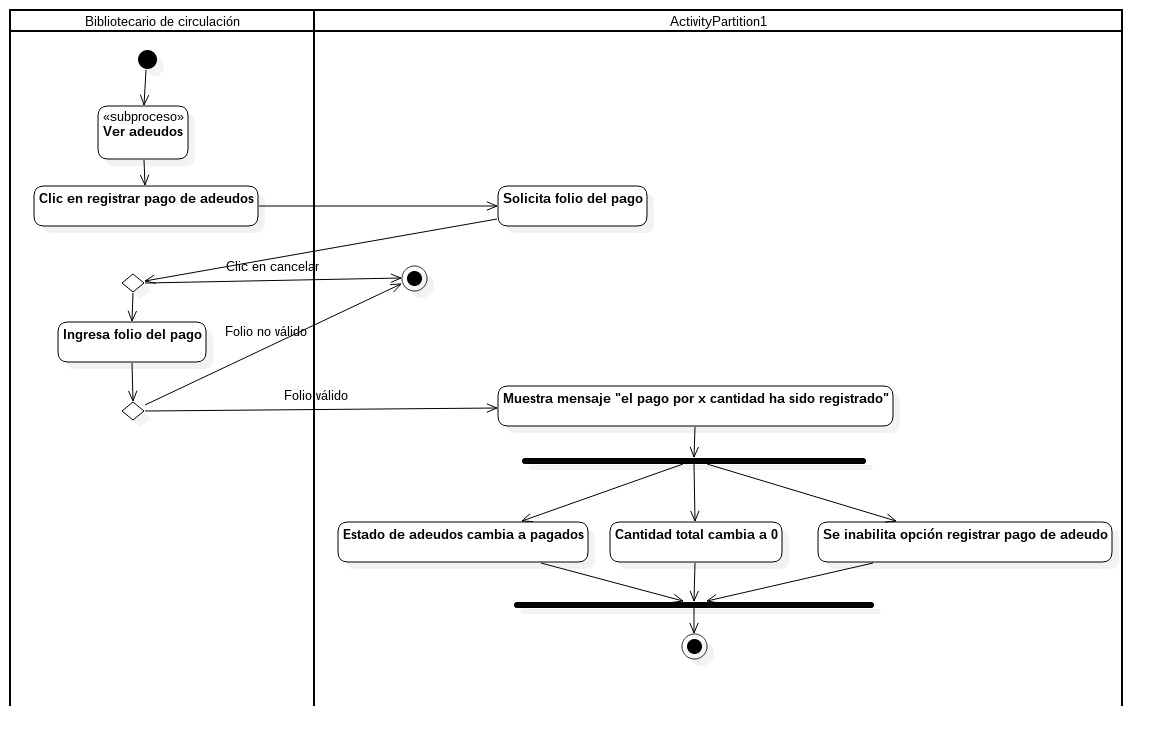 Bibliotecario de circulación
ActivityPartition1
«subproceso»
Ver adeudos
Clic en registrar pago de adeudos
Solicita folio del pago
Clic en cancelar
Ingresa folio del pago
Folio no válido
Folio válido
Muestra mensaje "el pago por x cantidad ha sido registrado"
Estado de adeudos cambia a pagados
Cantidad total cambia a 0
Se inabilita opción registrar pago de adeudo